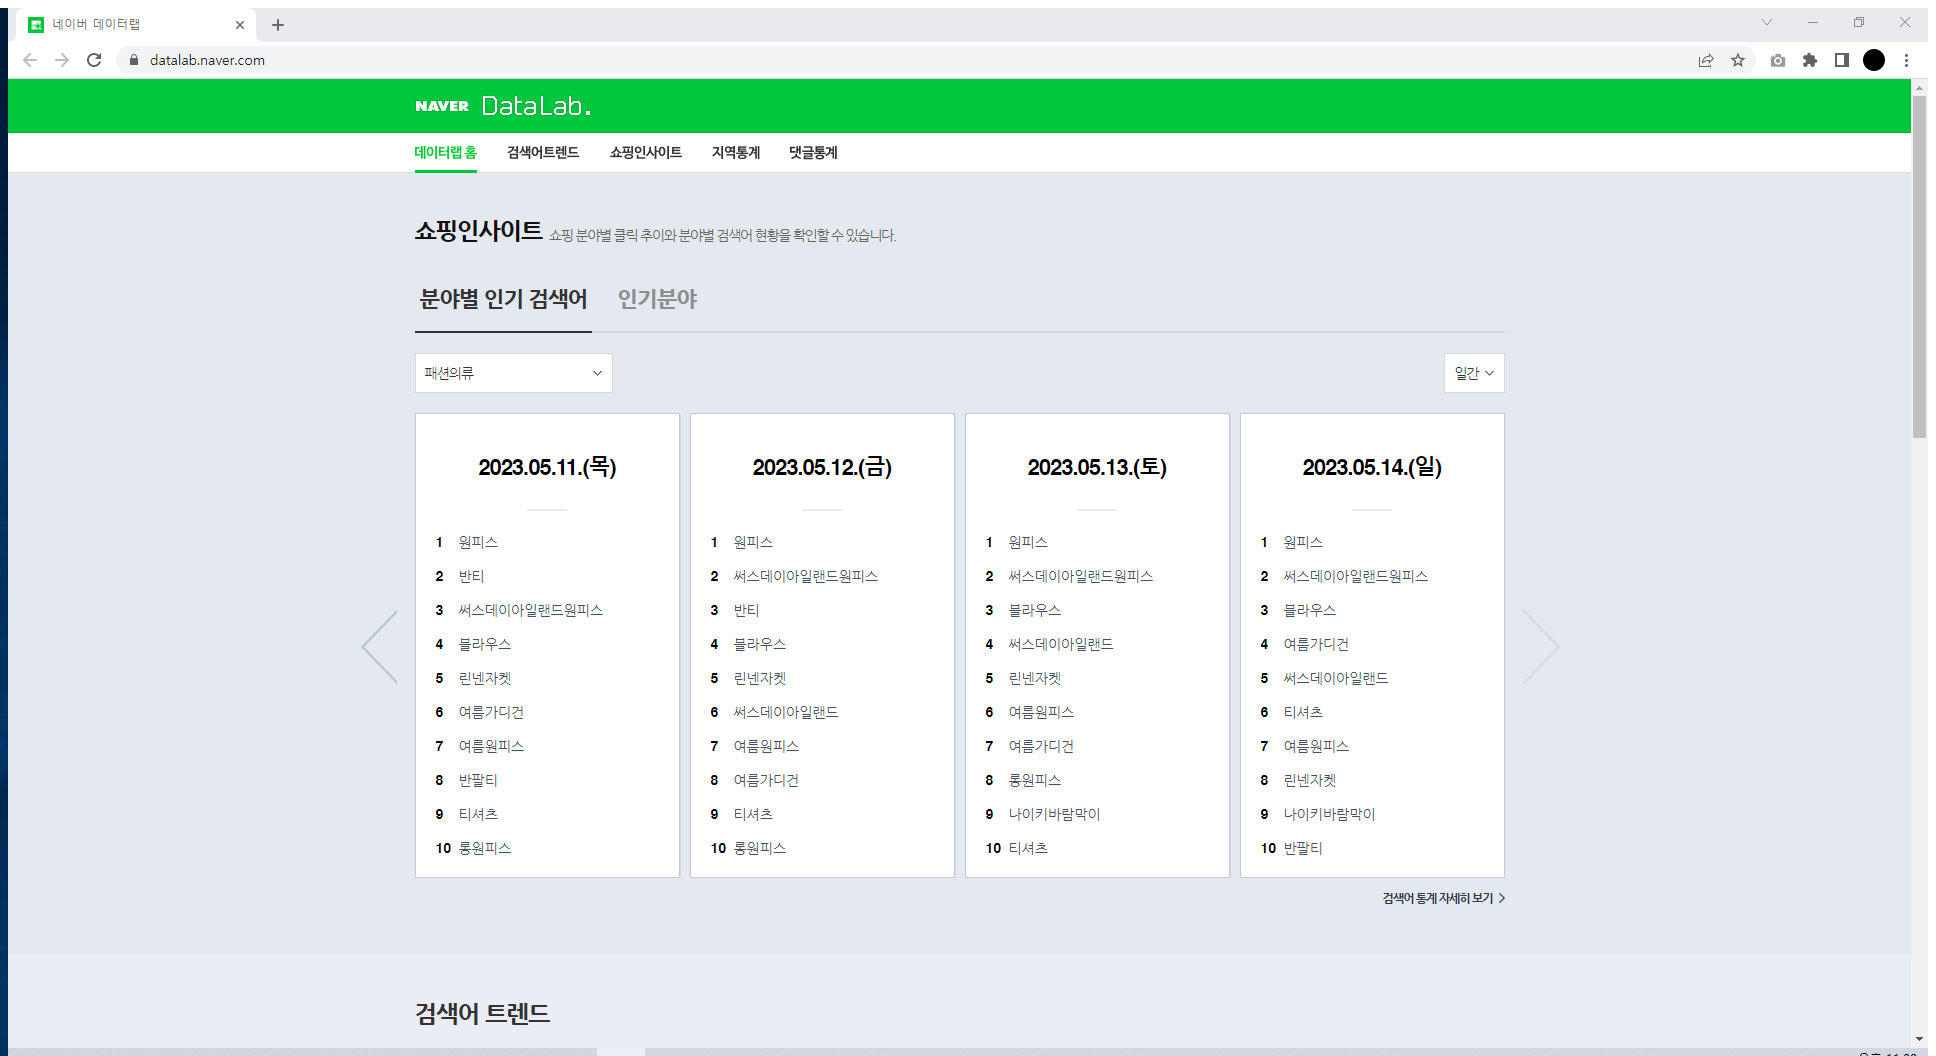 네이버 데이터랩
datalab.naver.com
NAVER DataLab.
데이터랩 홈 검색어트렌드 쇼핑인사이트 지역통계 댓글통계
쇼핑인사이트 쇼핑 분야별 클릭 추이와 분야별 검색어 현황을 확인할 수 있습니다.
분야별 인기 검색어 인기분야
패션의류 일간
2023.05.11.(목)
1 원피스
2 반티
3 써스데이아일랜드원피스
4 블라우스
5 린넨자켓
6 여름가디건
7 여름원피스
8 반팔티
9 티셔츠
10 롱원피스
2023.05.12.(금)
1 원피스
2 써스데이아일랜드원피스
3 반티
4 블라우스
5 린넨자켓
6 써스데이아일랜드
7 여름원피스
8 여름가디건
9 티셔츠
10 롱원피스
2023.05.13.(토)
1 원피스
2 써스데이아일랜드원피스
3 블라우스
4 써스데이아일랜드
5 린넨자켓
6 여름원피스
7 여름가디건
8 롱원피스
9 나이키바람막이
10 티셔츠
2023.05.14.(일)
1 원피스
2 써스데이아일랜드원피스
3 블라우스
4 여름가디건
5 써스데이아일랜드
6 티셔츠
7 여름원피스
8 린넨자켓
9 나이키바람막이
10 반팔티
검색어 통계 자세히 보기
검색어 트렌드